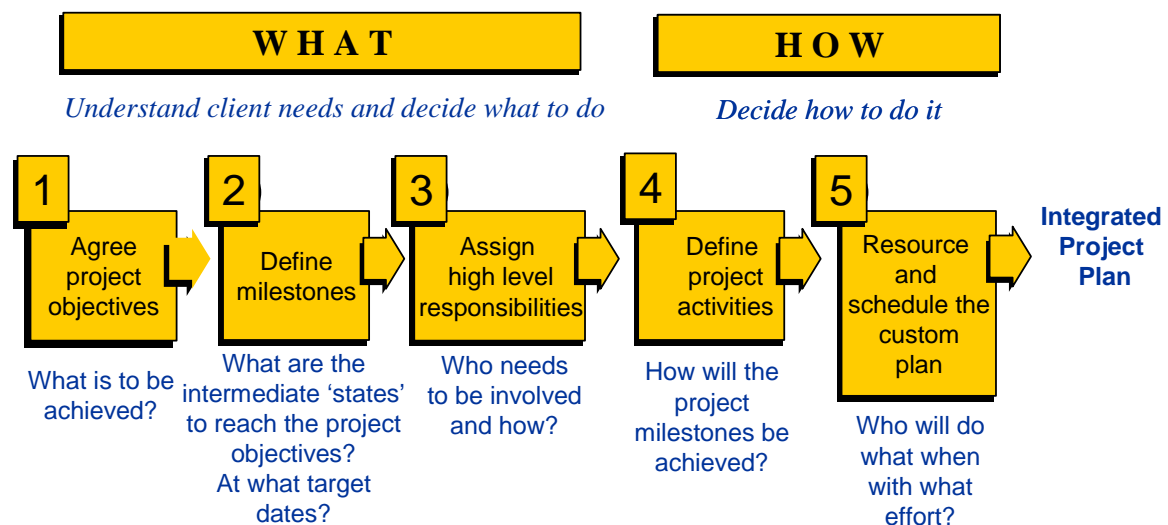 W H A T
H O W
Understand client needs and decide what to do
Decide how to do it
1
Agree
project
objectives
What is to be
achieved?
2
Define
milestones
What are the
intermediate ‘states’
to reach the project
objectives?
At what target
dates?
3
Assign
high level
responsibilities
Who needs
to be involved
and how?
4
Define
project
activities
How will the
project
milestones be
achieved?
5
Resource
and
schedule the
custom
plan
Who will do
what when
with what
effort?
Integrated
Project
Plan